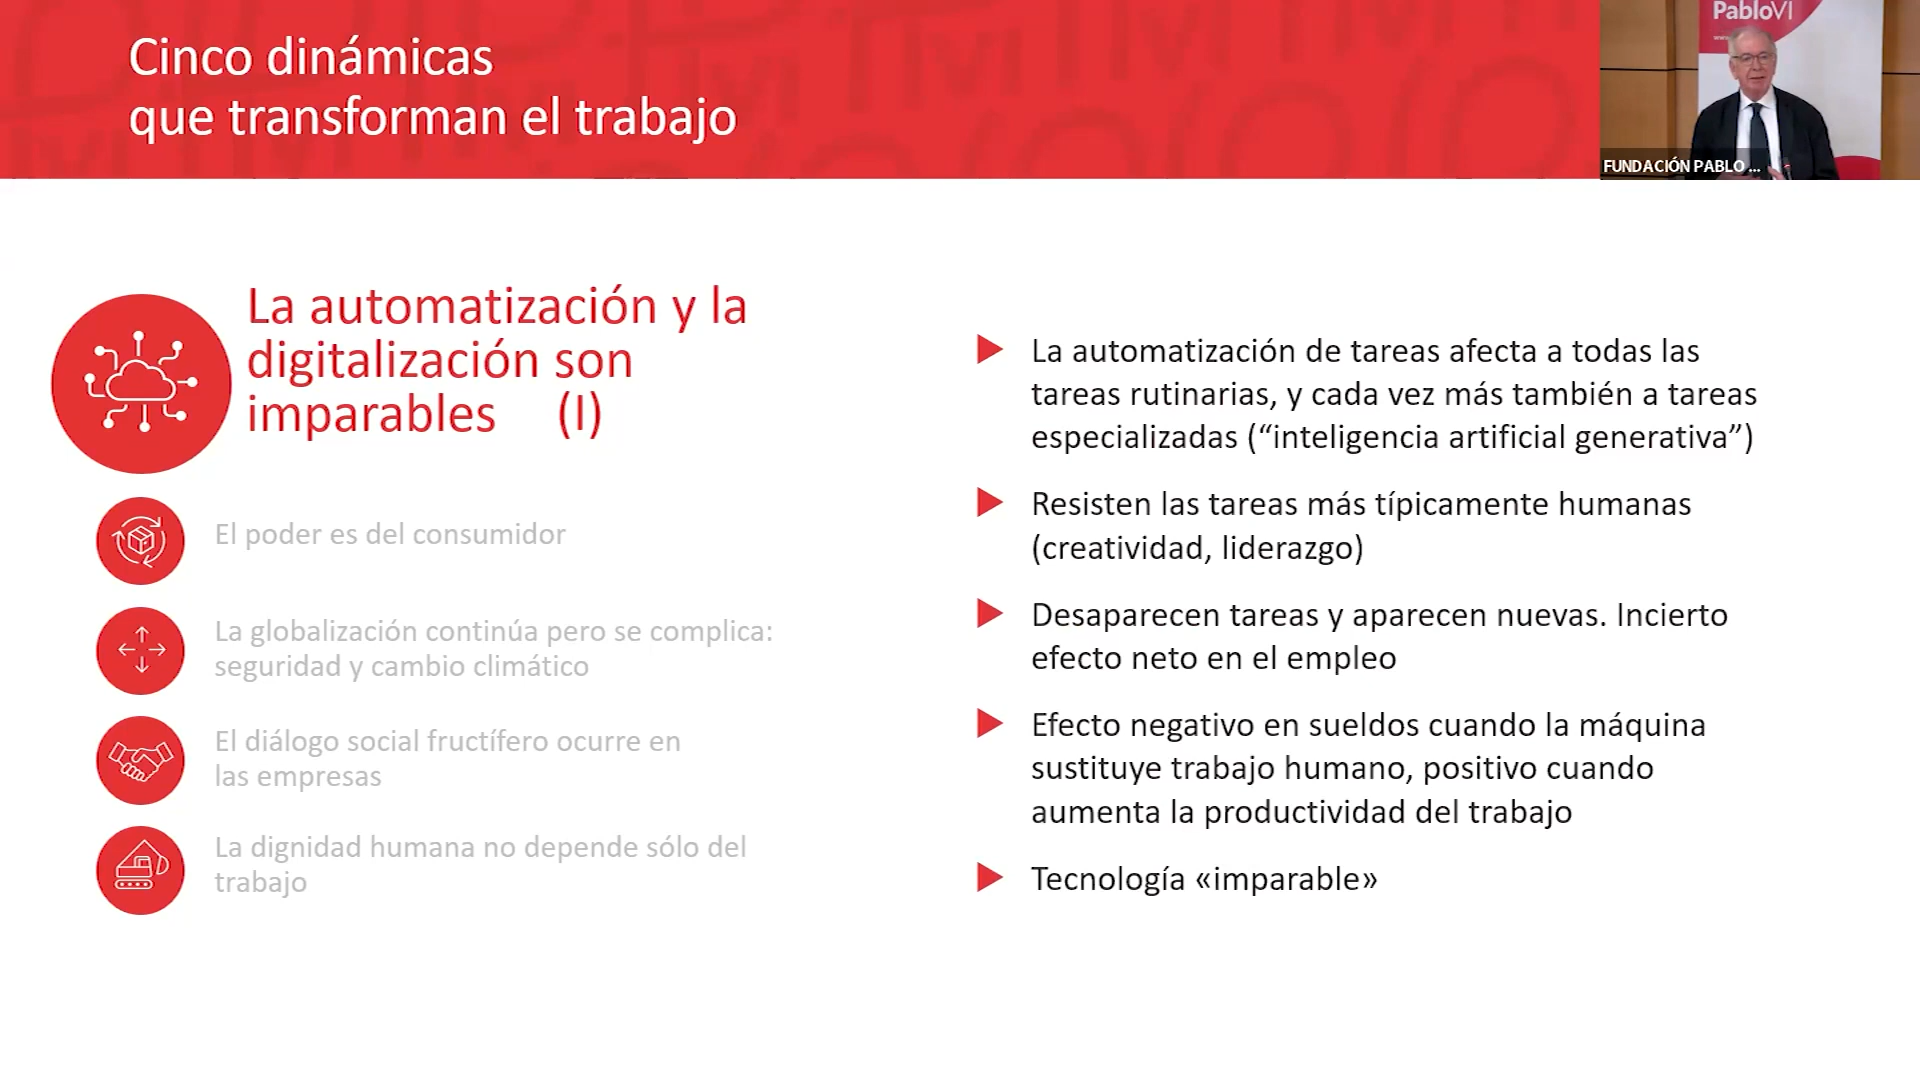 Cinco dinámicas
que transforman el trabajo
PabloVI
FUNDACIÓN PABLO ...
La automatización y la
digitalización son
imparables (I)
El poder es del consumidor
La globalización continúa pero se complica:
seguridad y cambio climático
El diálogo social fructífero ocurre en
las empresas
La dignidad humana no depende sólo del
trabajo
La automatización de tareas afecta a todas las
tareas rutinarias, y cada vez más también a tareas
especializadas (“inteligencia artificial generativa”)
Resisten las tareas más típicamente humanas
(creatividad, liderazgo)
Desaparecen tareas y aparecen nuevas. Incierto
efecto neto en el empleo
Efecto negativo en sueldos cuando la máquina
sustituye trabajo humano, positivo cuando
aumenta la productividad del trabajo
Tecnología «imparable»